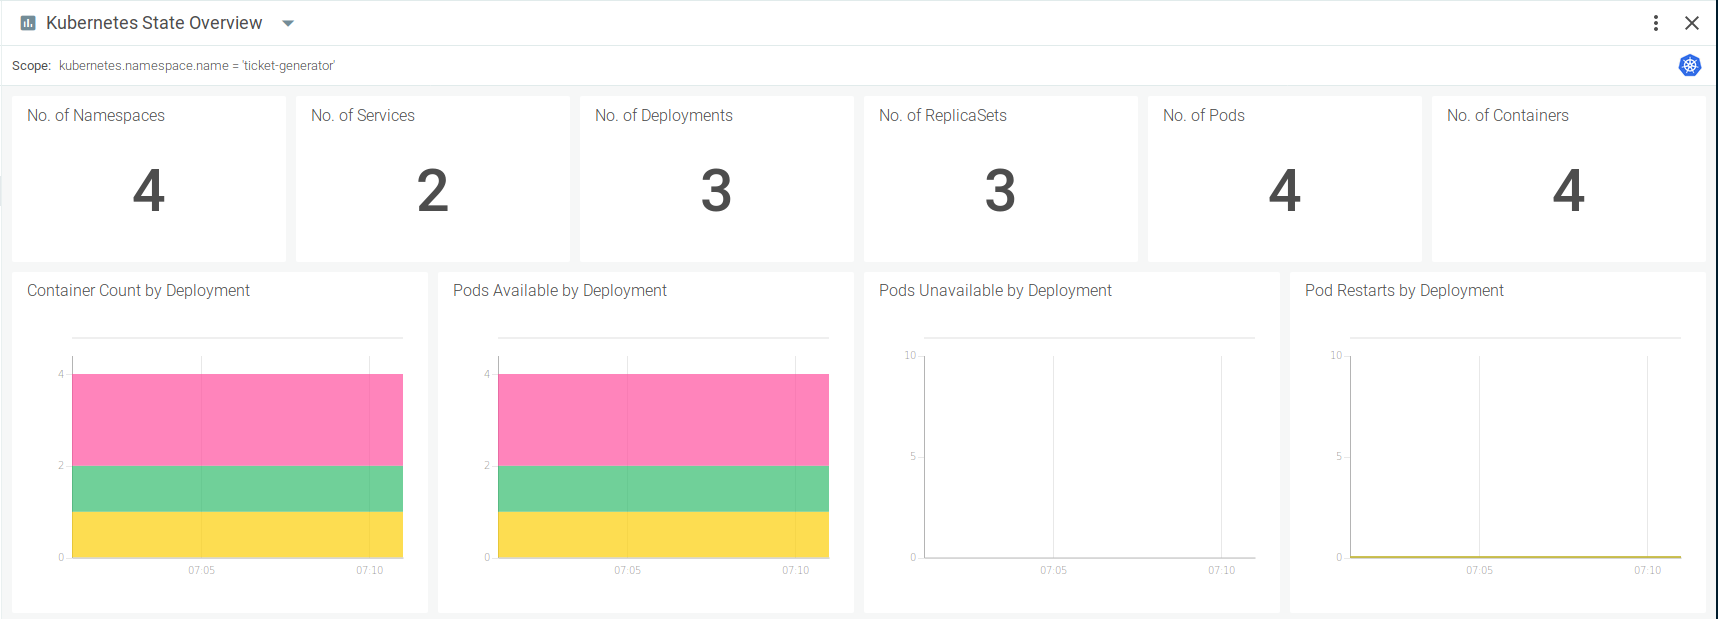 Kubernetes State Overview
Scope: kubernetes.namespace.name = 'ticket-generator'
No. of Namespaces
4
No. of Services
2
No. of Deployments
3
No. of ReplicaSets
3
No. of Pods
4
No. of Containers
4
Container Count by Deployment
4
2
0
07:05 07:10
Pods Available by Deployment
4
2
0
07:05 07:10
Pods Unavailable by Deployment
10
5
0
07:05 07:10
Pod Restarts by Deployment
10
5
0
07:05 07:10